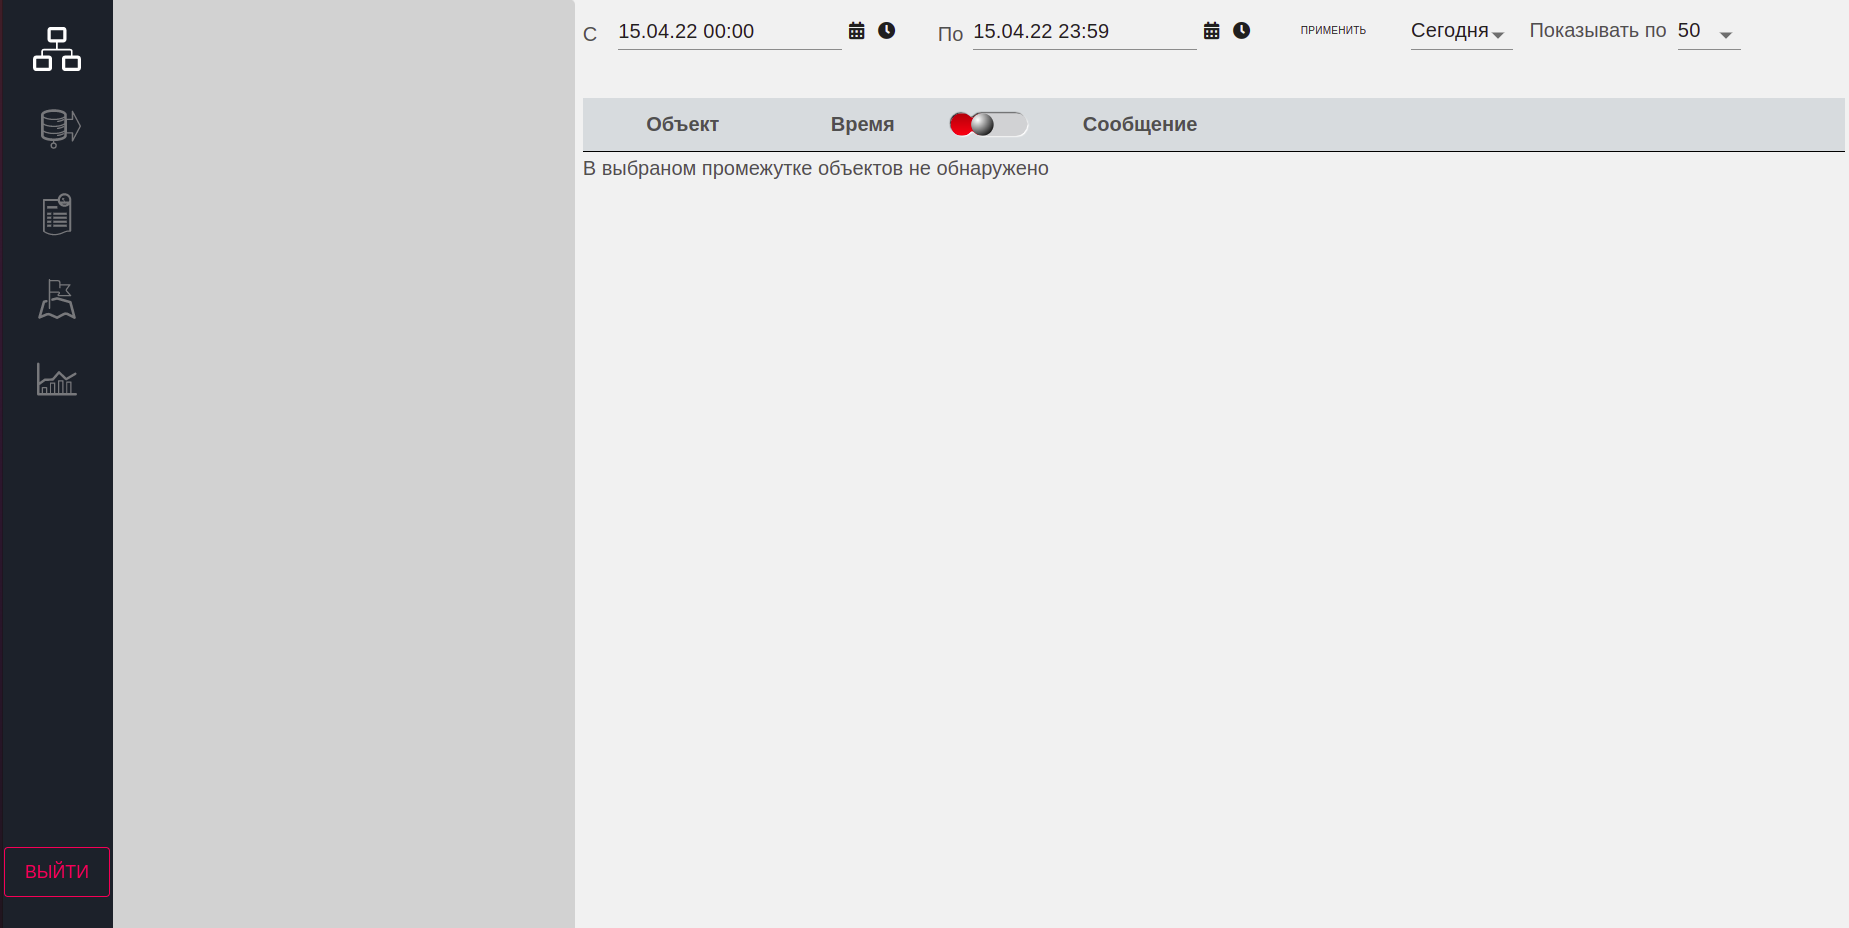 С 15.04.22 00:00 По 15.04.22 23:59 ПРИМЕНИТЬ Сегодня Показывать по 50
Объект Время Сообщение
В выбраном промежутке объектов не обнаружено
ВЫЙТИ